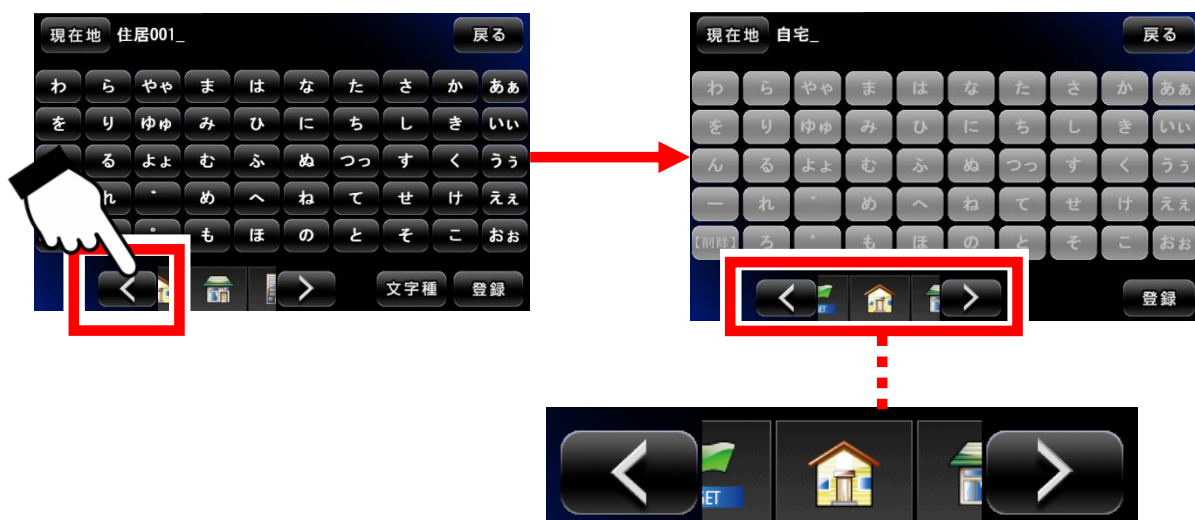 現在地 住居001_ 戻る
わ ら やゃ ま は な た さ か あぁ
を り ゆゅ み ひ に ち し き いぃ
る よょ む ふ ぬ つっ す く うぅ
れ ゛ め へ ね て せ け えぇ
゜ も ほ の と そ こ おぉ
文字種 登録
現在地 自宅_ 戻る
わ ら やゃ ま は な た さ か あぁ
を り ゆゅ み ひ に ち し き いぃ
ん る よょ む ふ ぬ つっ す く うぅ
ー れ ゛ め へ ね て せ け えぇ
【削除】 ろ ゜ も ほ の と そ こ おぉ
登録